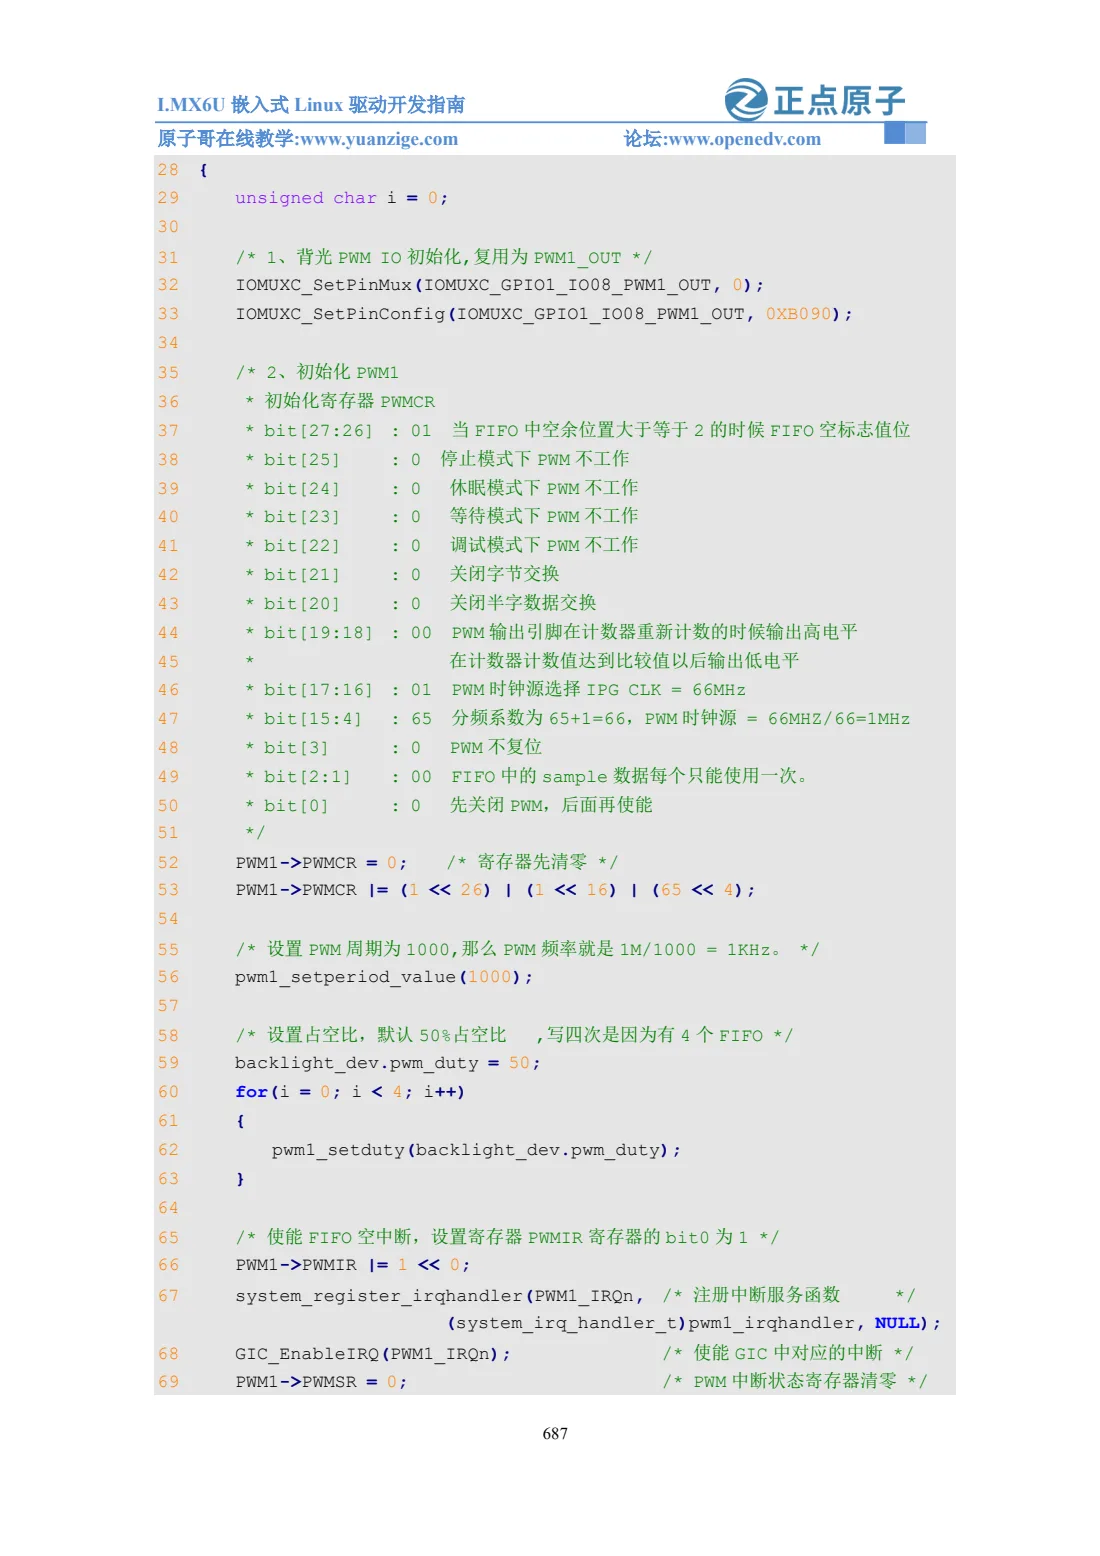 I.MX6U 嵌入式 Linux 驱动开发指南
正点原子
原子哥在线教学:www.yuanzige.com 论坛:www.openedv.com
28 {
29 unsigned char i = 0;
30
31 /* 1、背光 PWM IO 初始化,复用为 PWM1_OUT */
32 IOMUXC_SetPinMux(IOMUXC_GPIO1_IO08_PWM1_OUT, 0);
33 IOMUXC_SetPinConfig(IOMUXC_GPIO1_IO08_PWM1_OUT, 0XB090);
34
35 /* 2、初始化 PWM1
36 * 初始化寄存器 PWMCR
37 * bit[27:26] : 01 当 FIFO 中空余位置大于等于 2 的时候 FIFO 空标志值位
38 * bit[25] : 0 停止模式下 PWM 不工作
39 * bit[24] : 0 休眠模式下 PWM 不工作
40 * bit[23] : 0 等待模式下 PWM 不工作
41 * bit[22] : 0 调试模式下 PWM 不工作
42 * bit[21] : 0 关闭字节交换
43 * bit[20] : 0 关闭半字数据交换
44 * bit[19:18] : 00 PWM 输出引脚在计数器重新计数的时候输出高电平
45 * 在计数器计数值达到比较值以后输出低电平
46 * bit[17:16] : 01 PWM 时钟源选择 IPG CLK = 66MHz
47 * bit[15:4] : 65 分频系数为 65+1=66，PWM 时钟源 = 66MHZ/66=1MHz
48 * bit[3] : 0 PWM 不复位
49 * bit[2:1] : 00 FIFO 中的 sample 数据每个只能使用一次。
50 * bit[0] : 0 先关闭 PWM，后面再使能
51 */
52 PWM1->PWMCR = 0; /* 寄存器先清零 */
53 PWM1->PWMCR |= (1 << 26) | (1 << 16) | (65 << 4);
54
55 /* 设置 PWM 周期为 1000,那么 PWM 频率就是 1M/1000 = 1KHz。 */
56 pwm1_setperiod_value(1000);
57
58 /* 设置占空比，默认 50%占空比 ,写四次是因为有 4 个 FIFO */
59 backlight_dev.pwm_duty = 50;
60 for(i = 0; i < 4; i++)
61 {
62 pwm1_setduty(backlight_dev.pwm_duty);
63 }
64
65 /* 使能 FIFO 空中断，设置寄存器 PWMIR 寄存器的 bit0 为 1 */
66 PWM1->PWMIR |= 1 << 0;
67 system_register_irqhandler(PWM1_IRQn, /* 注册中断服务函数 */
(system_irq_handler_t)pwm1_irqhandler, NULL);
68 GIC_EnableIRQ(PWM1_IRQn); /* 使能 GIC 中对应的中断 */
69 PWM1->PWMSR = 0; /* PWM 中断状态寄存器清零 */
687